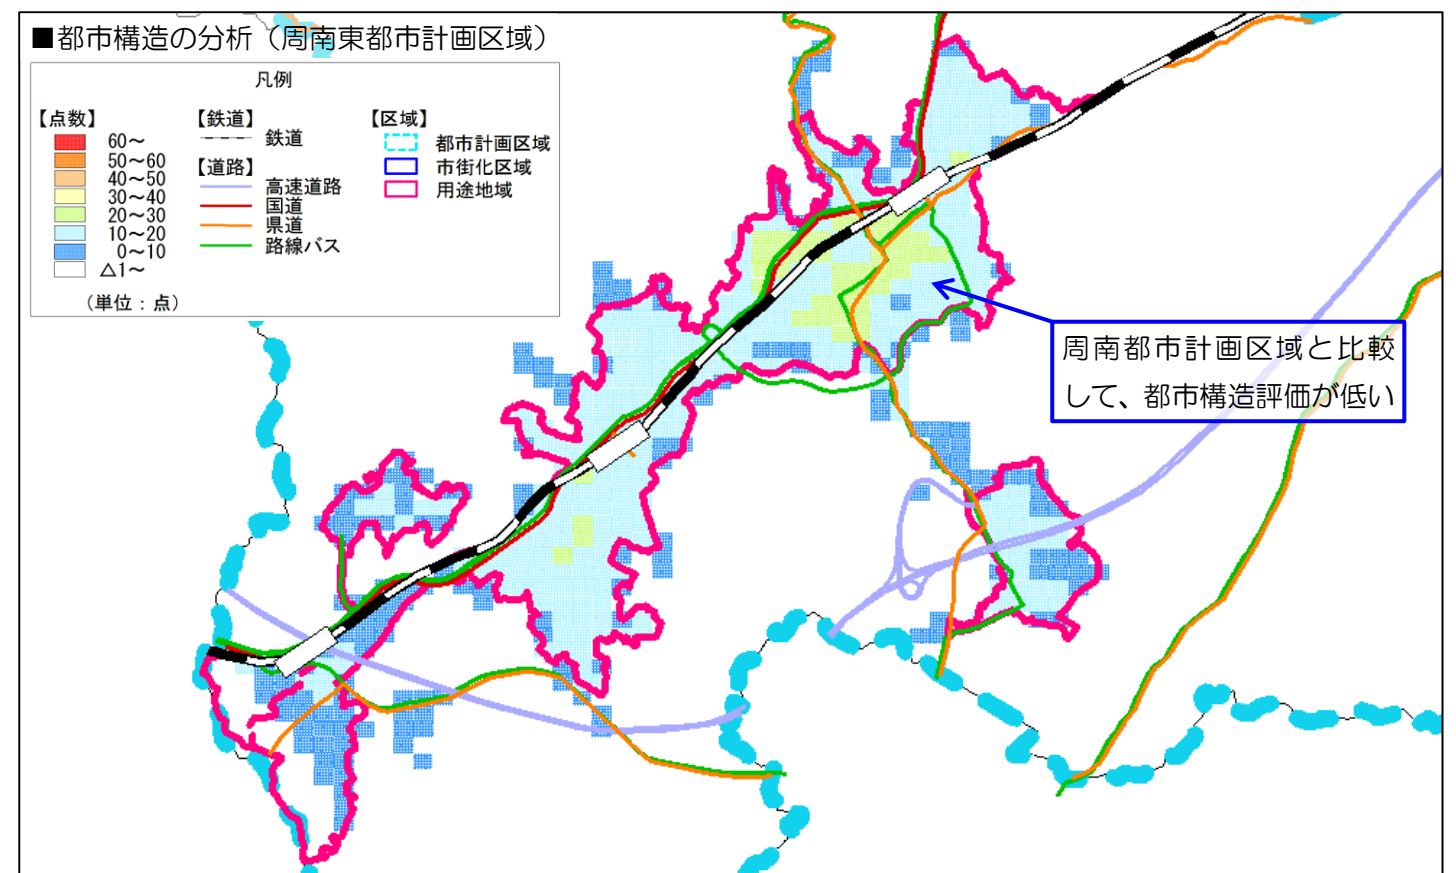 ■都市構造の分析（周南東都市計画区域）
凡例
【点数】
60～
50～60
40～50
30～40
20～30
10～20
0～10
△1～
（単位：点）
【鉄道】
鉄道
【道路】
高速道路
国道
県道
路線バス
【区域】
都市計画区域
市街化区域
用途地域
周南都市計画区域と比較
して、都市構造評価が低い